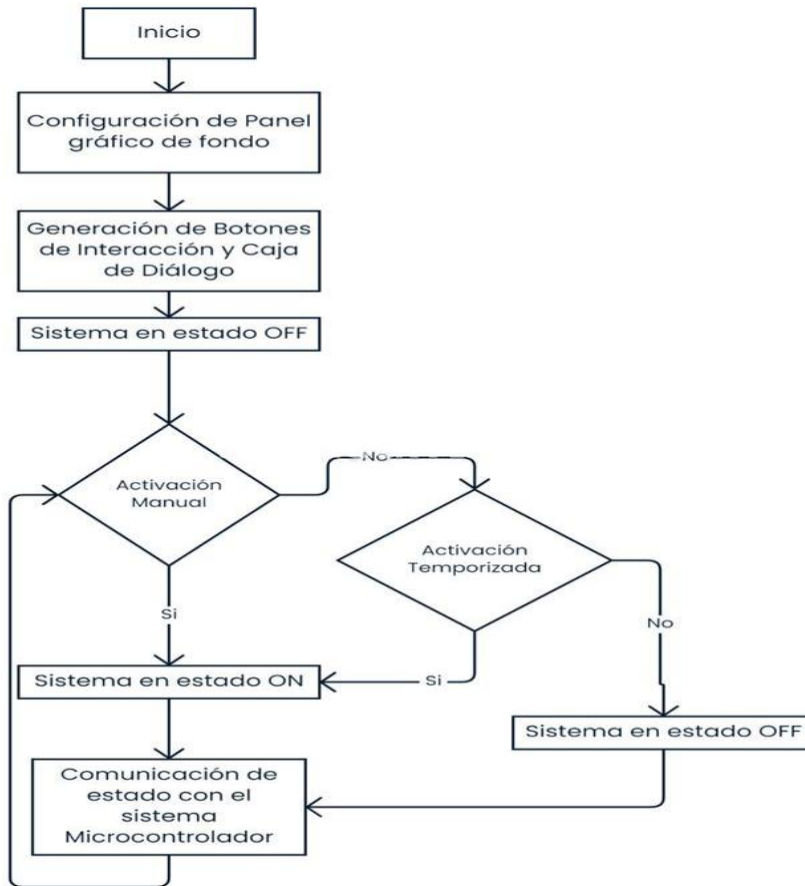 Inicio
Configuración de Panel
gráfico de fondo
Generación de Botones
de Interacción y Caja
de Diálogo
Sistema en estado OFF
Activación
Manual
No
Activación
Temporizada
Si
No
Sistema en estado ON
Si
Sistema en estado OFF
Comunicación de
estado con el
sistema
Microcontrolador